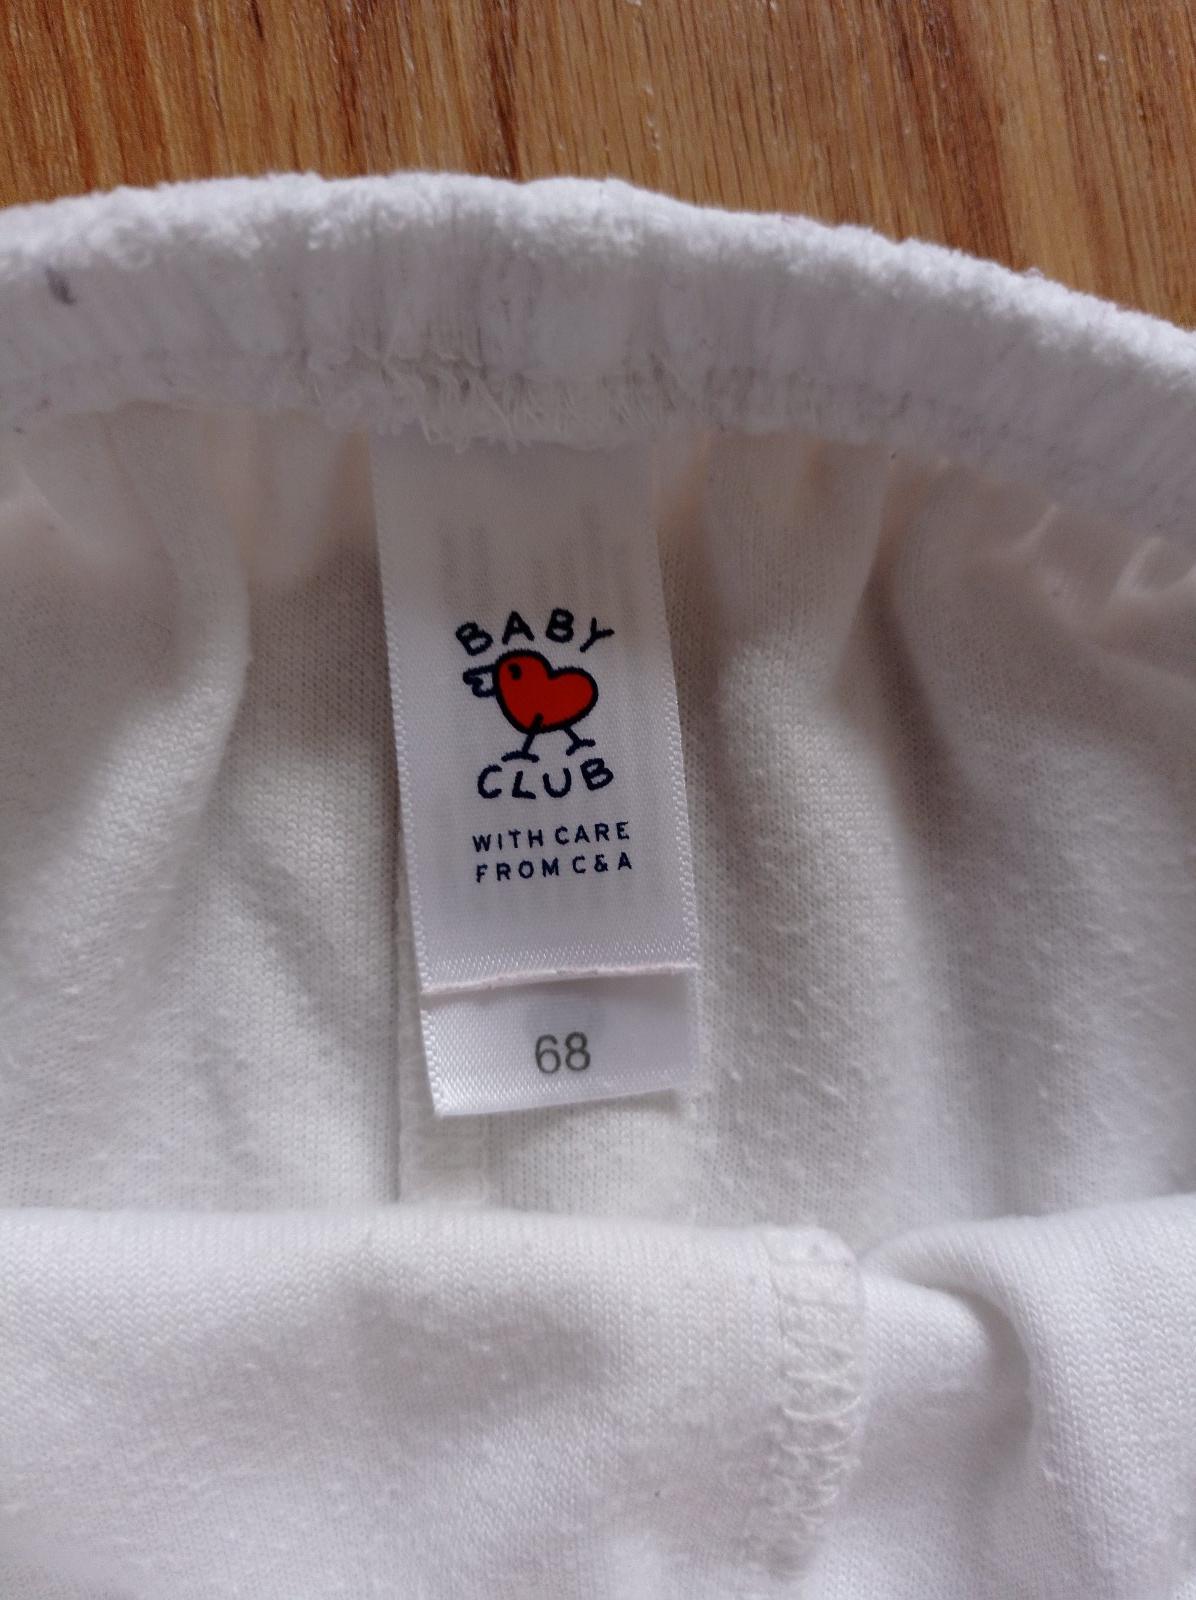 BABY
CLUB
WITH CARE
FROM C&A
68